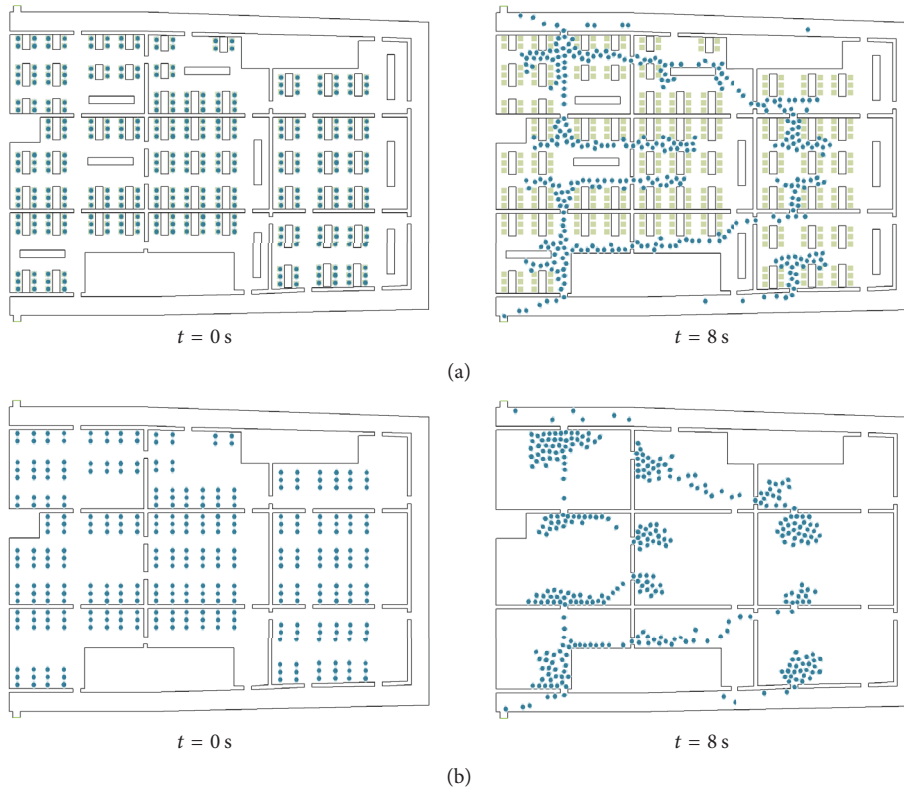 t = 0 s
t = 8 s
(a)
t = 0 s
t = 8 s
(b)